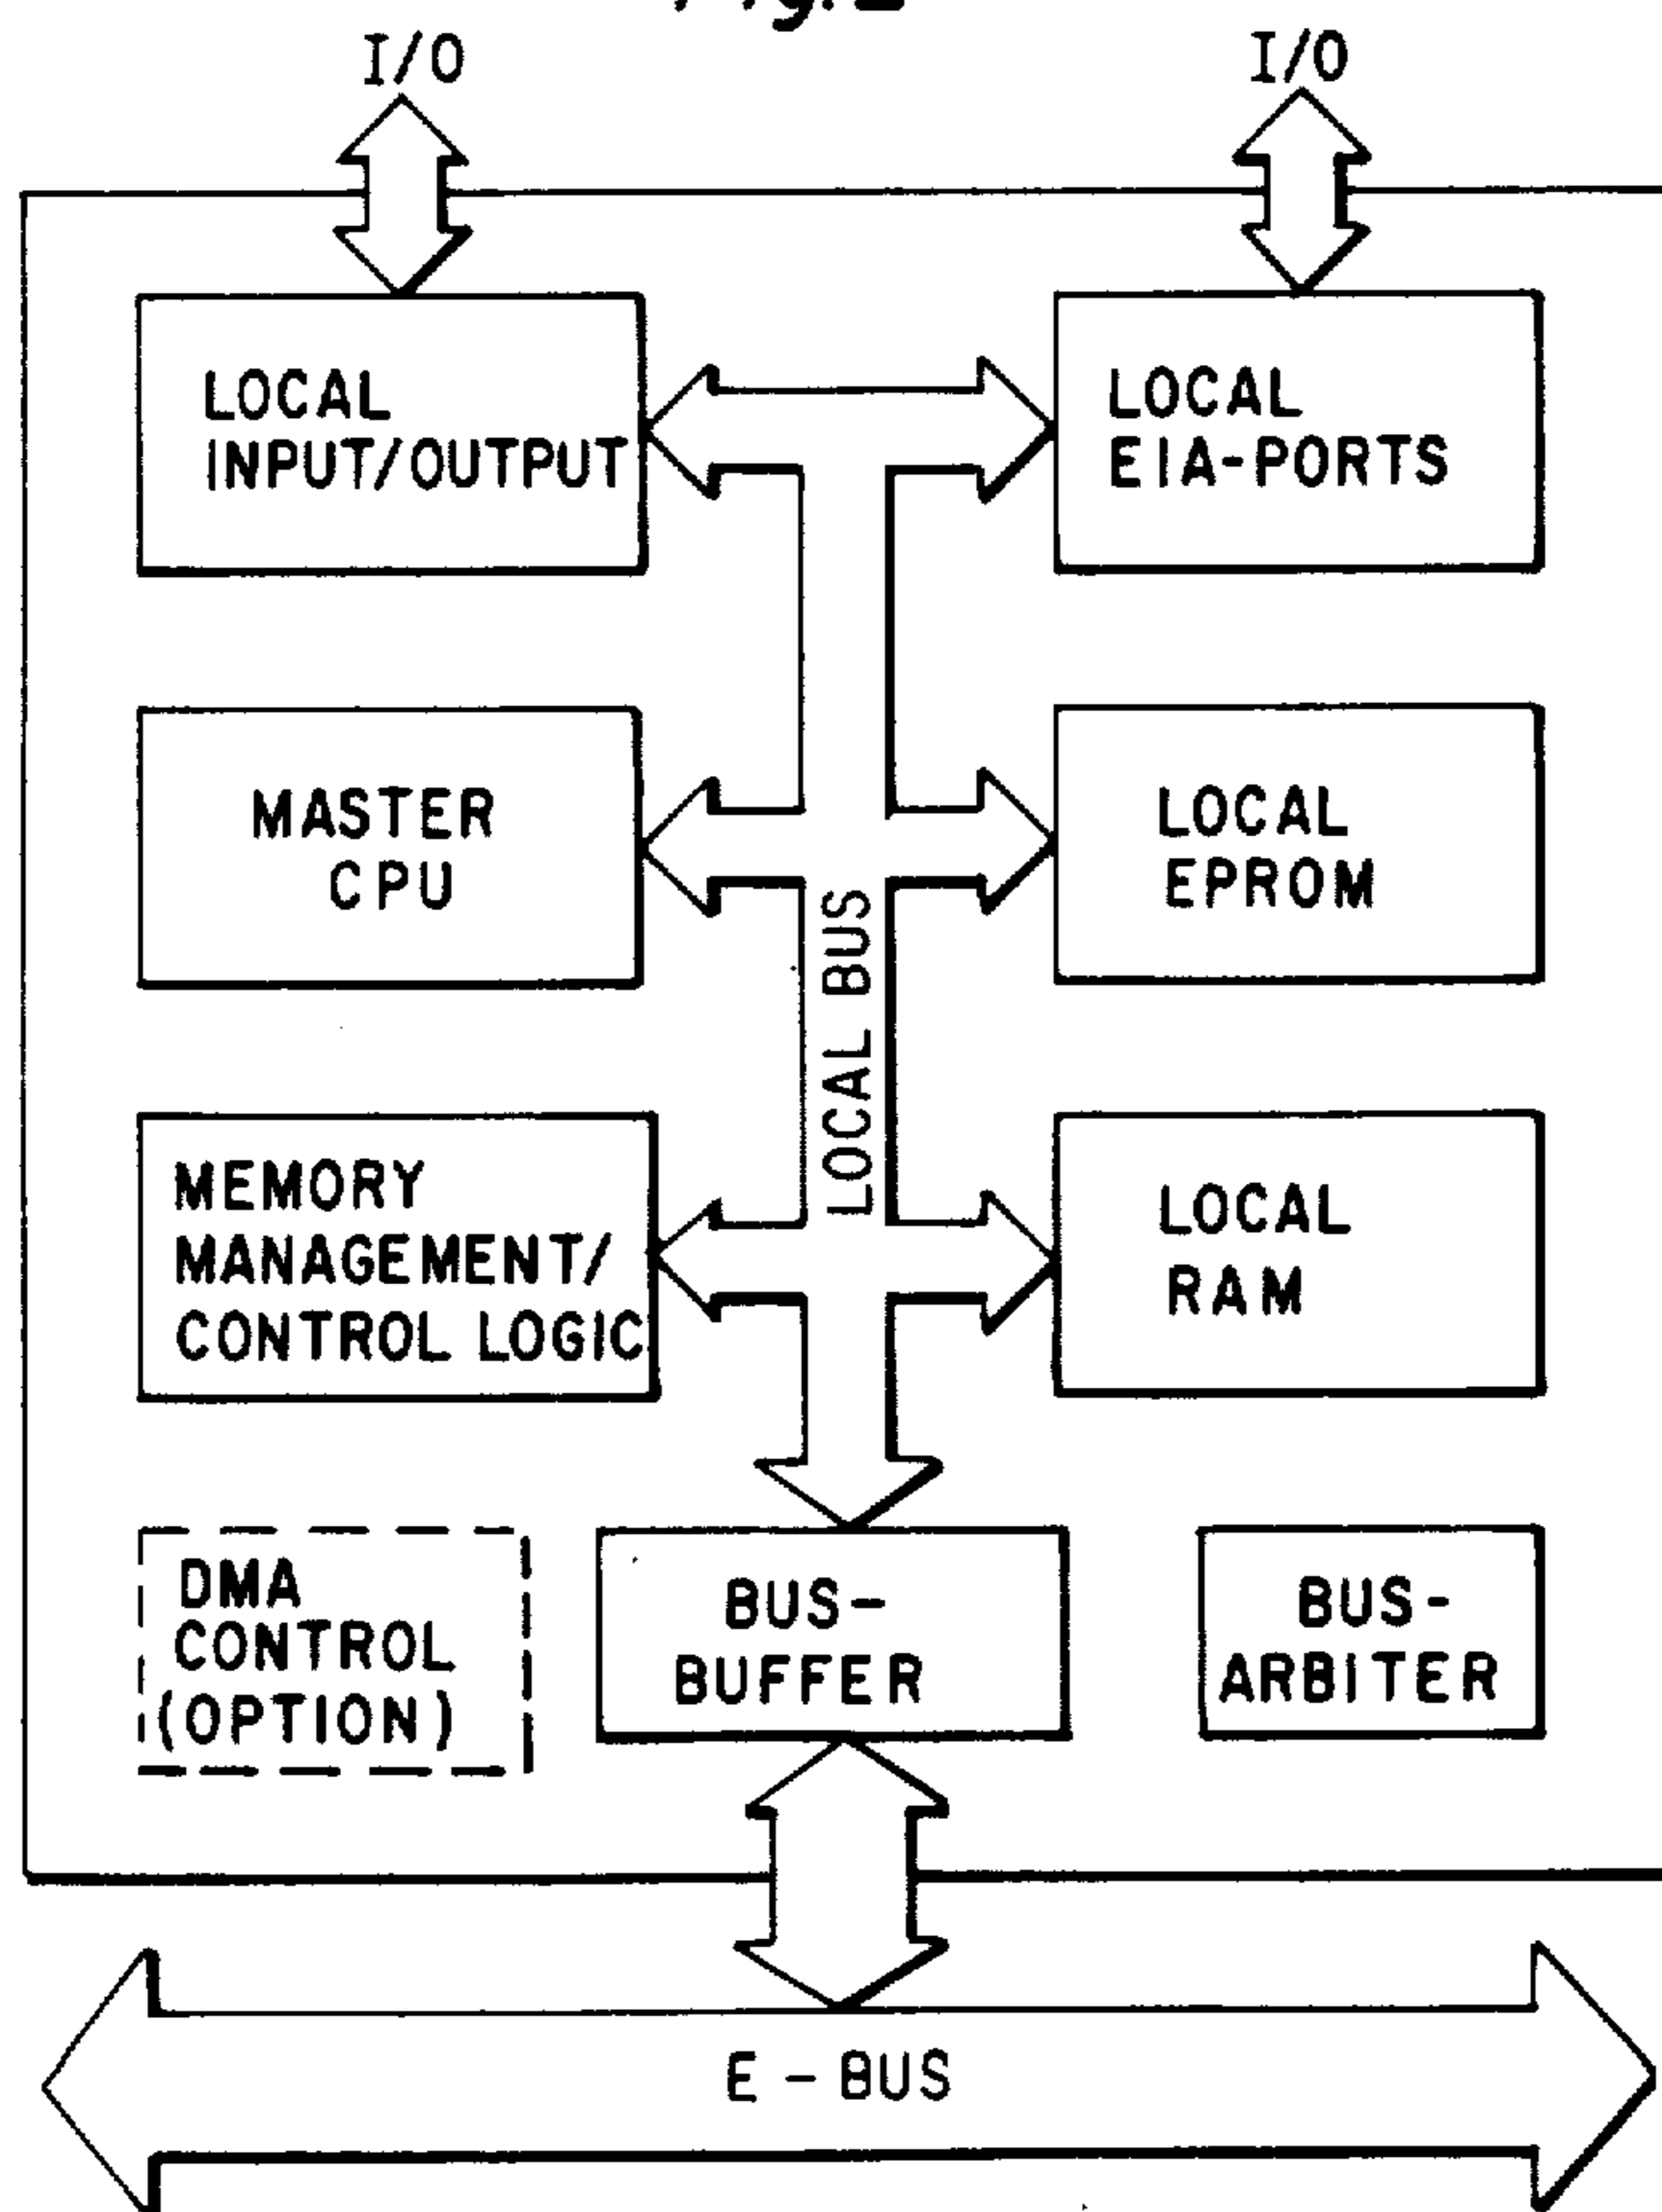 I/O
I/O
LOCAL
INPUT/OUTPUT
LOCAL
EIA-PORTS
MASTER
CPU
LOCAL
EPROM
LOCAL BUS
MEMORY
MANAGEMENT/
CONTROL LOGIC
LOCAL
RAM
DMA
CONTROL
(OPTION)
BUS-
BUFFER
BUS-
ARBITER
E - BUS